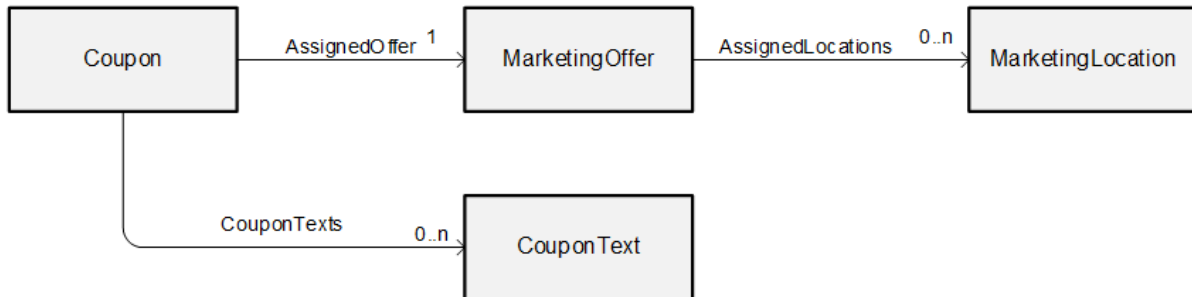 Coupon
AssignedOffer
1
MarketingOffer
AssignedLocations
0..n
MarketingLocation
CouponTexts
0..n
CouponText